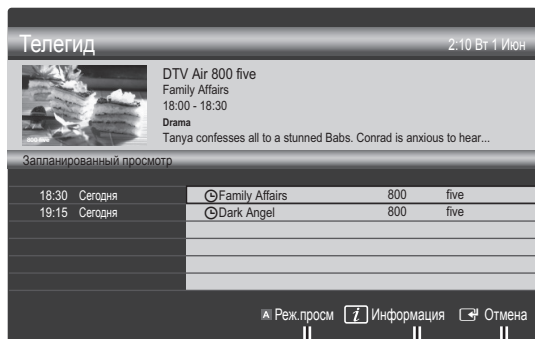 Телегид 2:10 Вт 1 Июн
DTV Air 800 five
Family Affairs
18:00 - 18:30
Drama
Tanya confesses all to a stunned Babs. Conrad is anxious to hear...
800 five
Запланированный просмотр
18:30 Сегодня Family Affairs 800 five
19:15 Сегодня Dark Angel 800 five
A Реж.просм i Информация Отмена